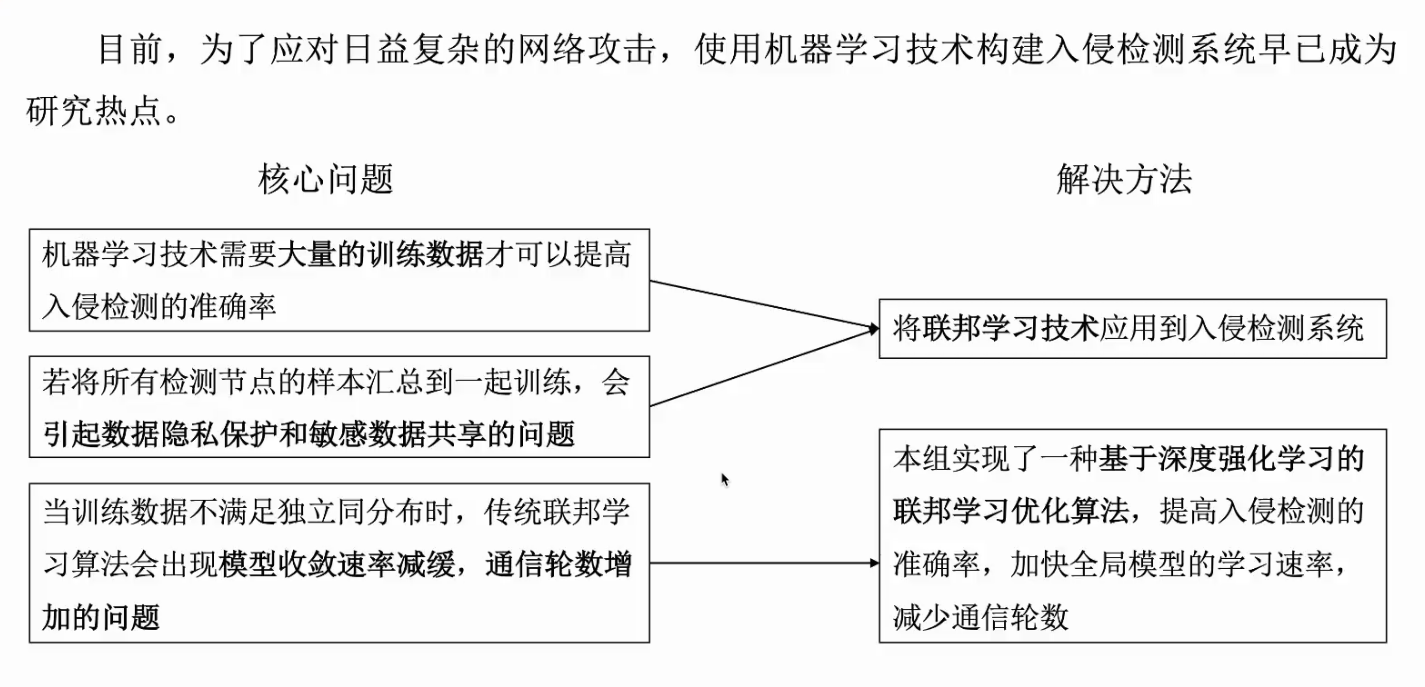 目前，为了应对日益复杂的网络攻击，使用机器学习技术构建入侵检测系统早已成为
研究热点。
核心问题
解决方法
机器学习技术需要大量的训练数据才可以提高
入侵检测的准确率
若将所有检测节点的样本汇总到一起训练，会
引起数据隐私保护和敏感数据共享的问题
当训练数据不满足独立同分布时，传统联邦学
习算法会出现模型收敛速率减缓，通信轮数增
加的问题
将联邦学习技术应用到入侵检测系统
本组实现了一种基于深度强化学习的
联邦学习优化算法，提高入侵检测的
准确率，加快全局模型的学习速率，
减少通信轮数